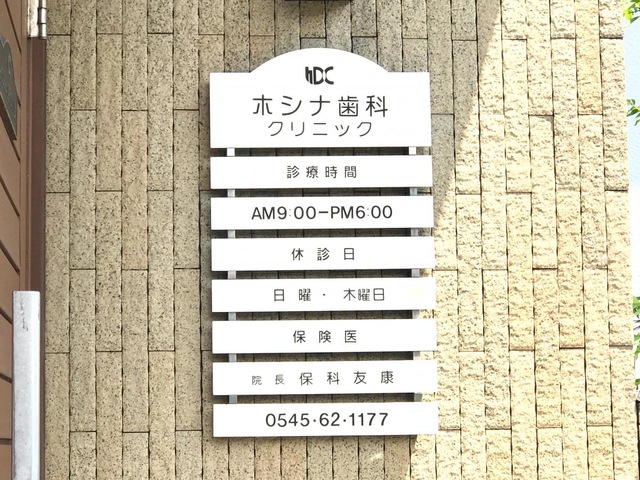 hDC
ホシナ歯科
クリニック
診療時間
AM9:00-PM6:00
休診日
日曜・木曜日
保険医
院長 保科友康
0545・62・1177